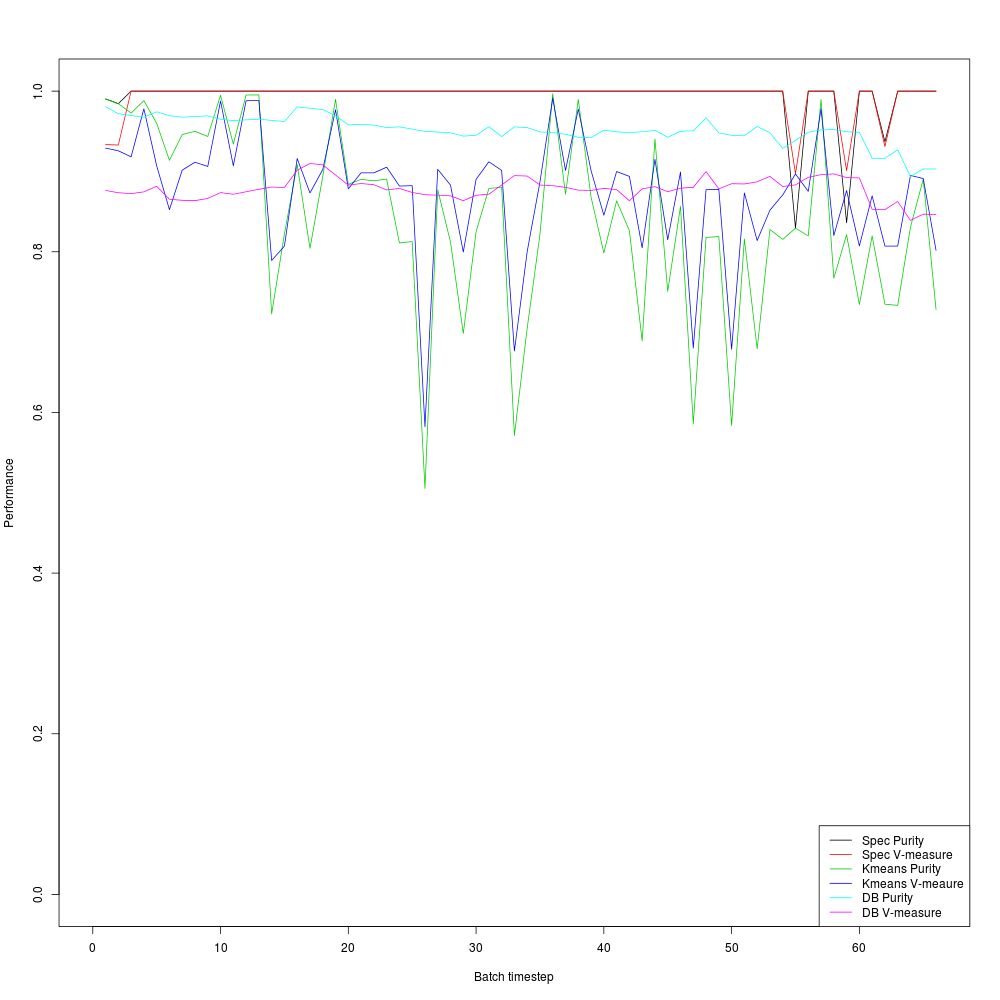 1.0
0.8
0.6
0.4
0.2
0.0
Performance
0 10 20 30 40 50 60
Batch timestep
Spec Purity
Spec V-measure
Kmeans Purity
Kmeans V-meaure
DB Purity
DB V-measure